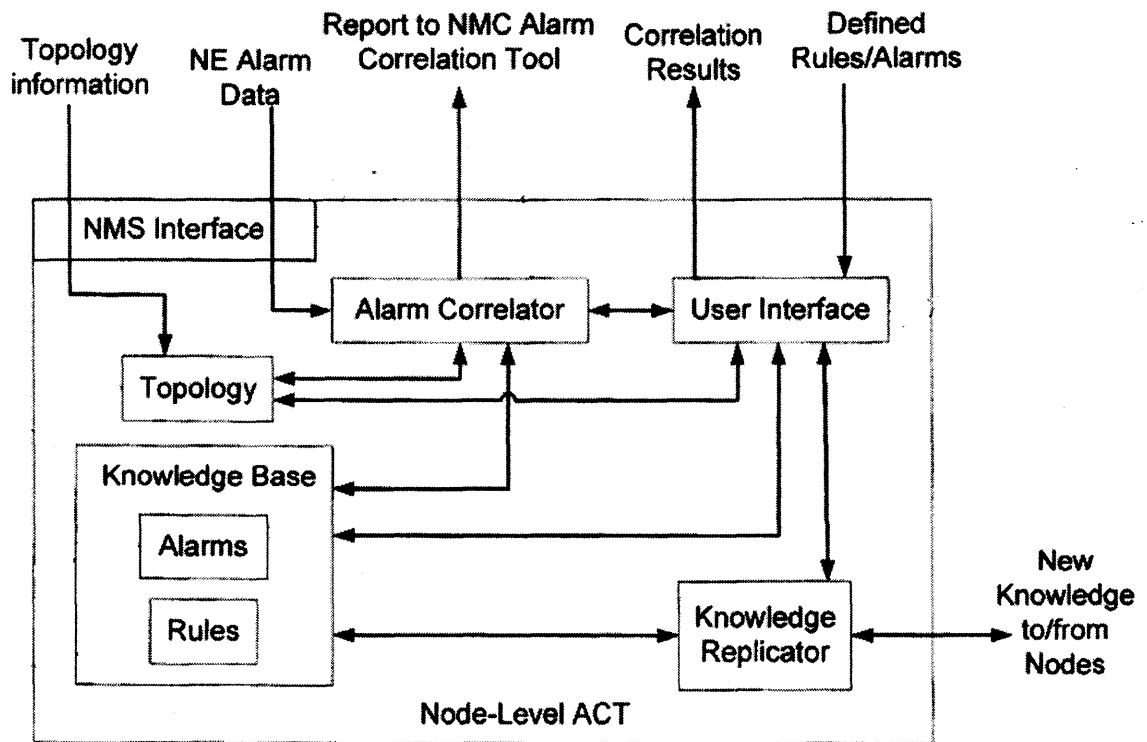 Topology
information
NE Alarm
Data
Report to NMC Alarm
Correlation Tool
Correlation
Results
Defined
Rules/Alarms
NMS Interface
Alarm Correlator
User Interface
Topology
Knowledge Base
Alarms
Rules
Knowledge
Replicator
New
Knowledge
to/from
Nodes
Node-Level ACT